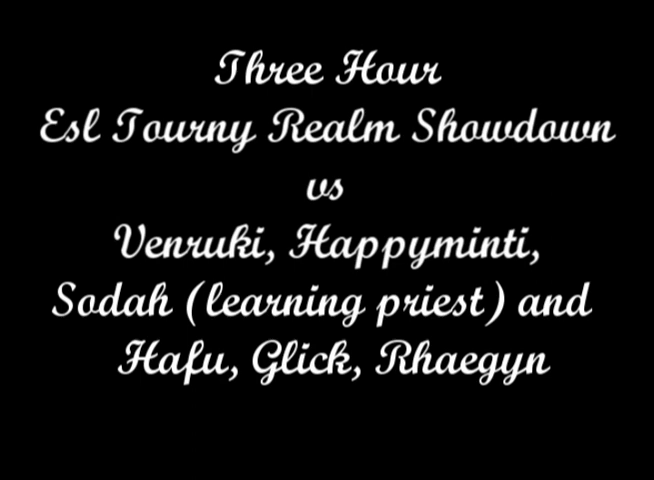 Three Hour
Esl Tourny Realm Showdown
vs
Venruki, Happyminti,
Sodah (learning priest) and
Hafu, Glick, Rhaegyn